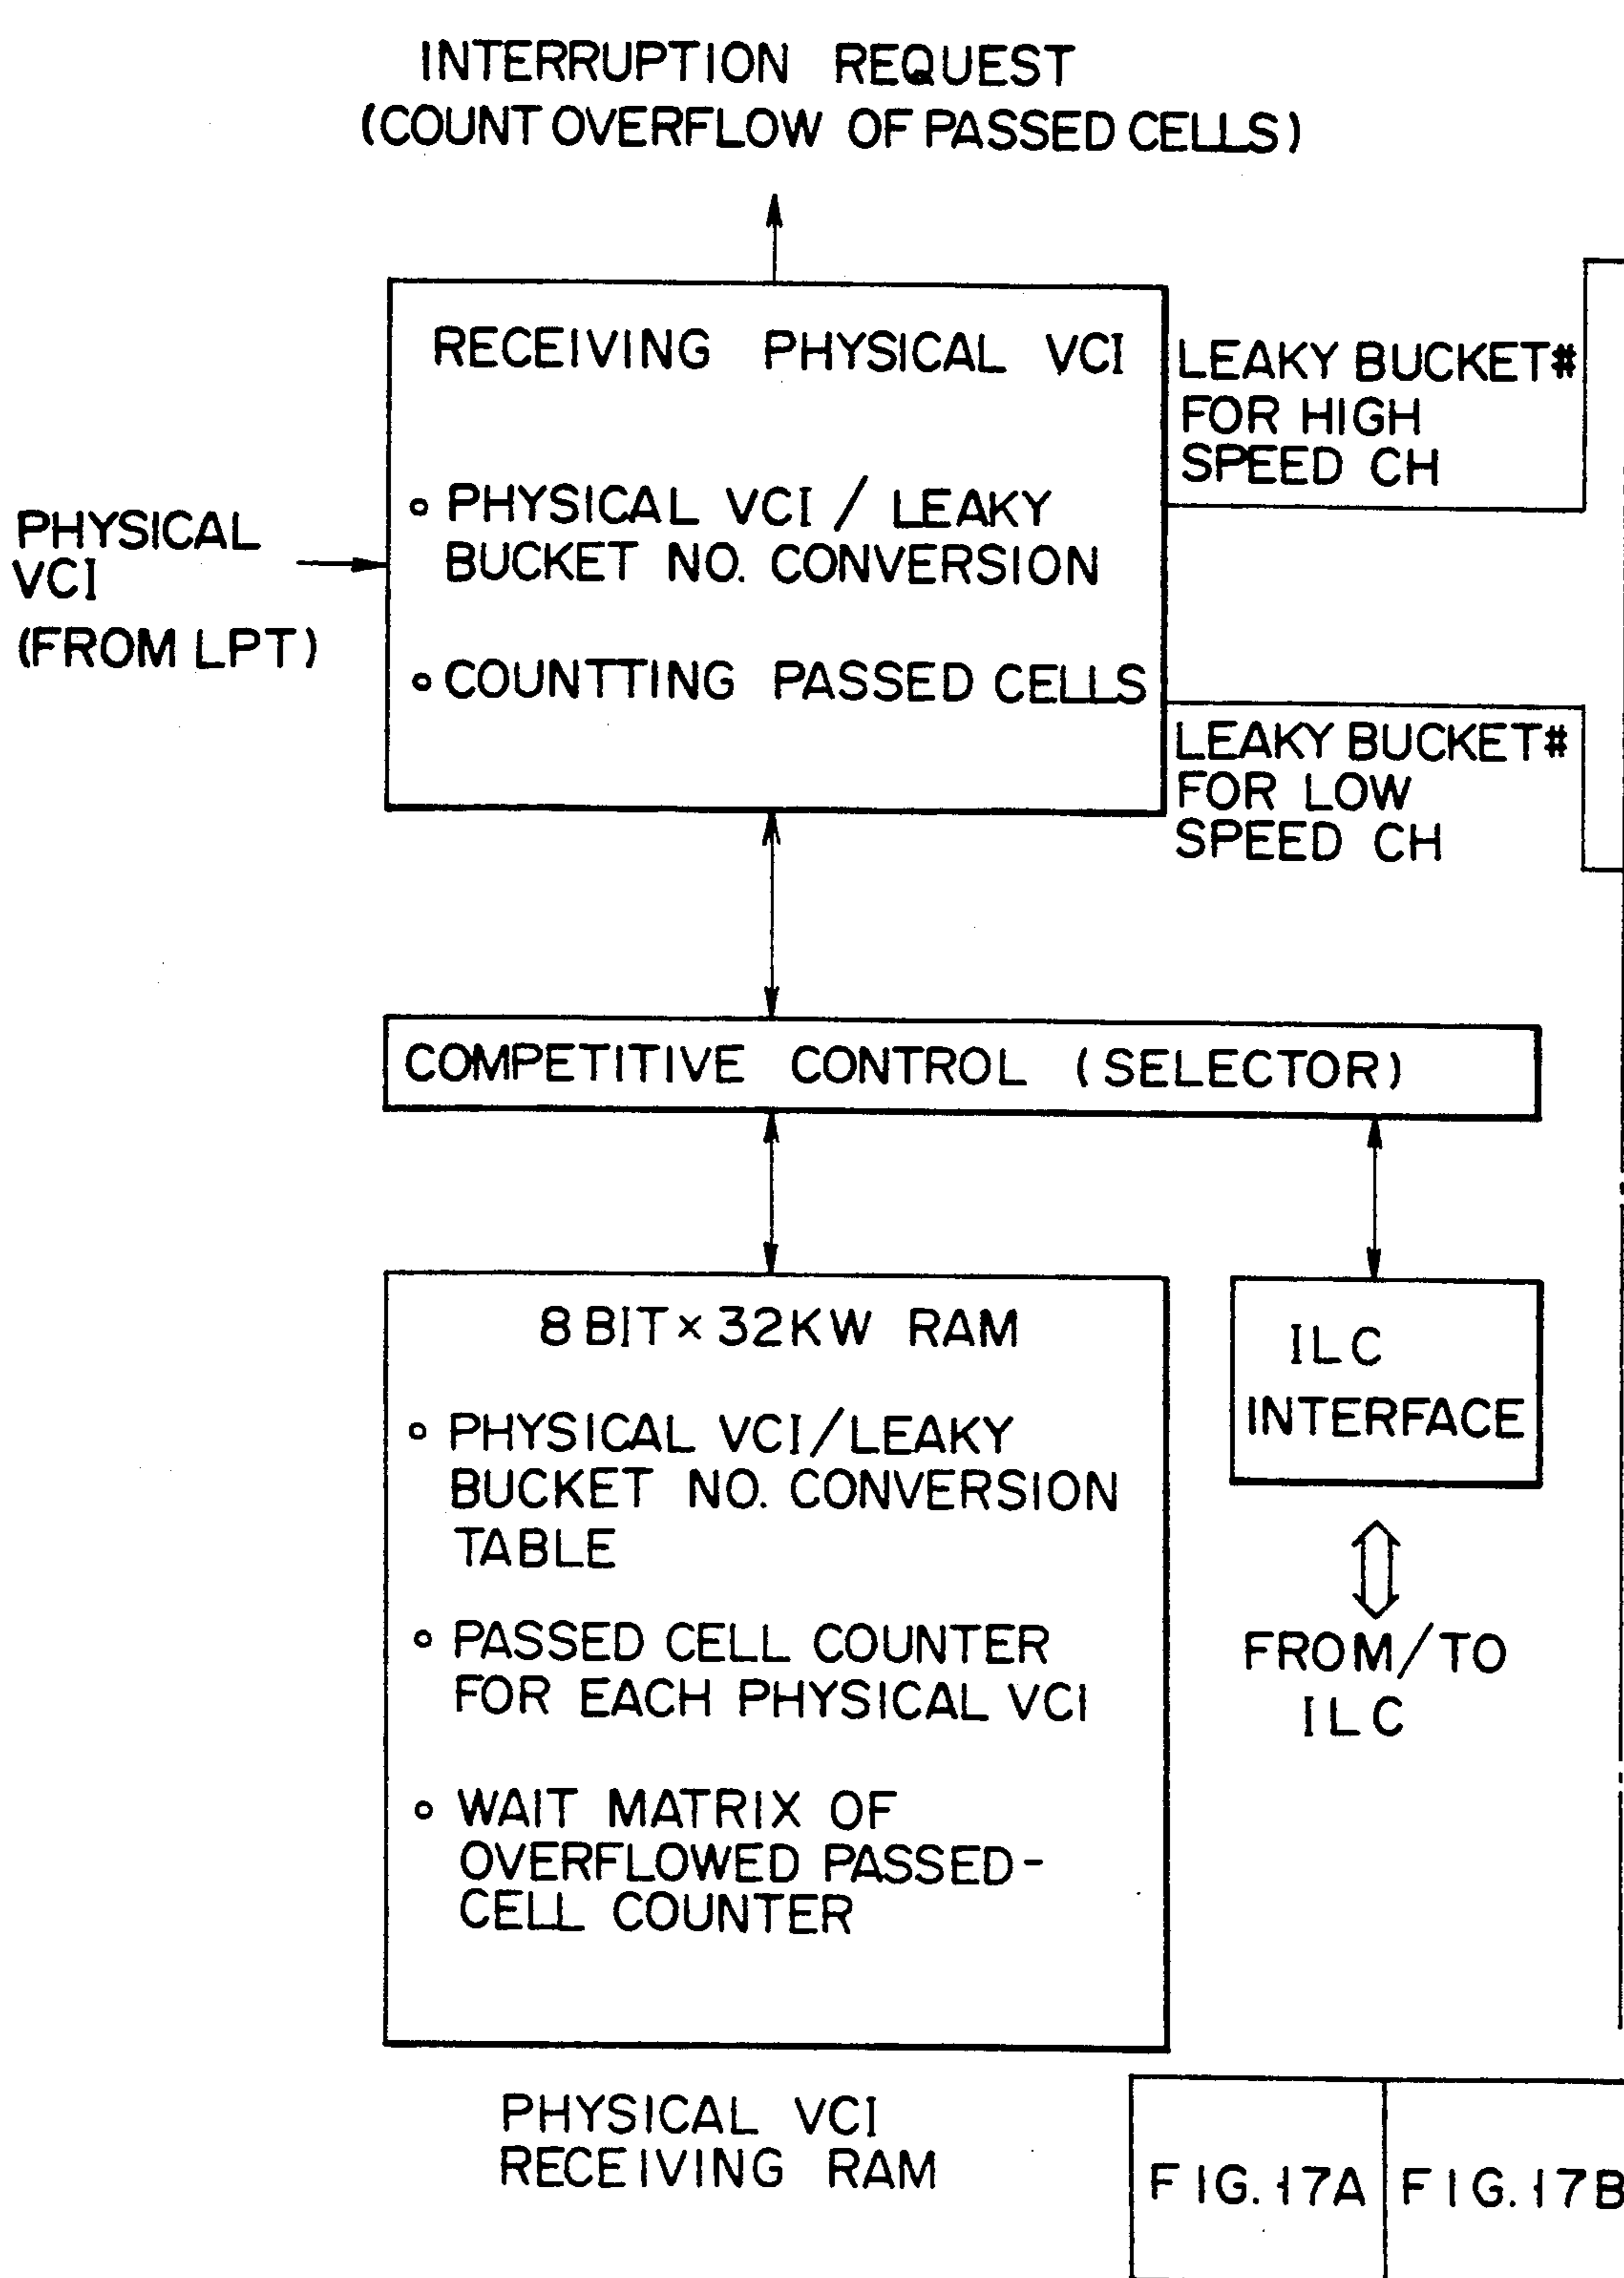 INTERRUPTION REQUEST
(COUNT OVERFLOW OF PASSED CELLS)
RECEIVING PHYSICAL VCI
◦ PHYSICAL VCI / LEAKY
BUCKET NO. CONVERSION
◦ COUNTTING PASSED CELLS
PHYSICAL
VCI
(FROM LPT)
LEAKY BUCKET#
FOR HIGH
SPEED CH
LEAKY BUCKET#
FOR LOW
SPEED CH
COMPETITIVE CONTROL (SELECTOR)
8 BIT × 32KW RAM
◦ PHYSICAL VCI/LEAKY
BUCKET NO. CONVERSION
TABLE
◦ PASSED CELL COUNTER
FOR EACH PHYSICAL VCI
◦ WAIT MATRIX OF
OVERFLOWED PASSED-
CELL COUNTER
ILC
INTERFACE
FROM/TO
ILC
PHYSICAL VCI
RECEIVING RAM
FIG. 17A
FIG. 17B